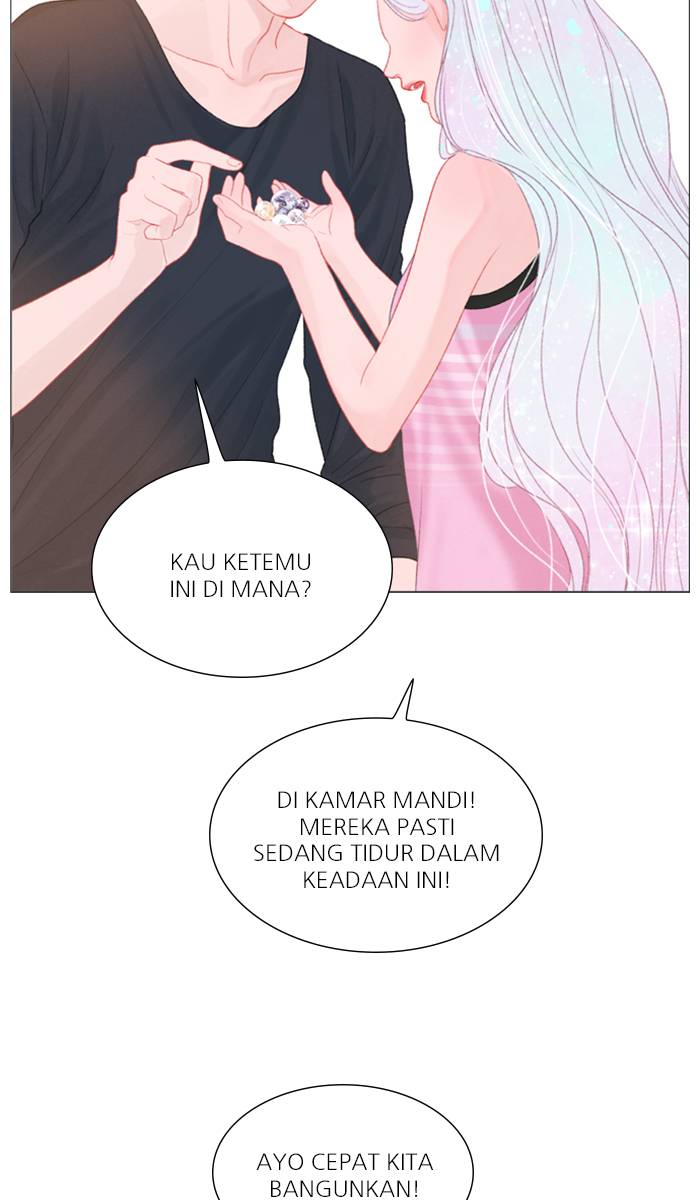 KAU KETEMU
INI DI MANA?
DI KAMAR MANDI!
MEREKA PASTI
SEDANG TIDUR DALAM
KEADAAN INI!
AYO CEPAT KITA
BANGUNKAN!